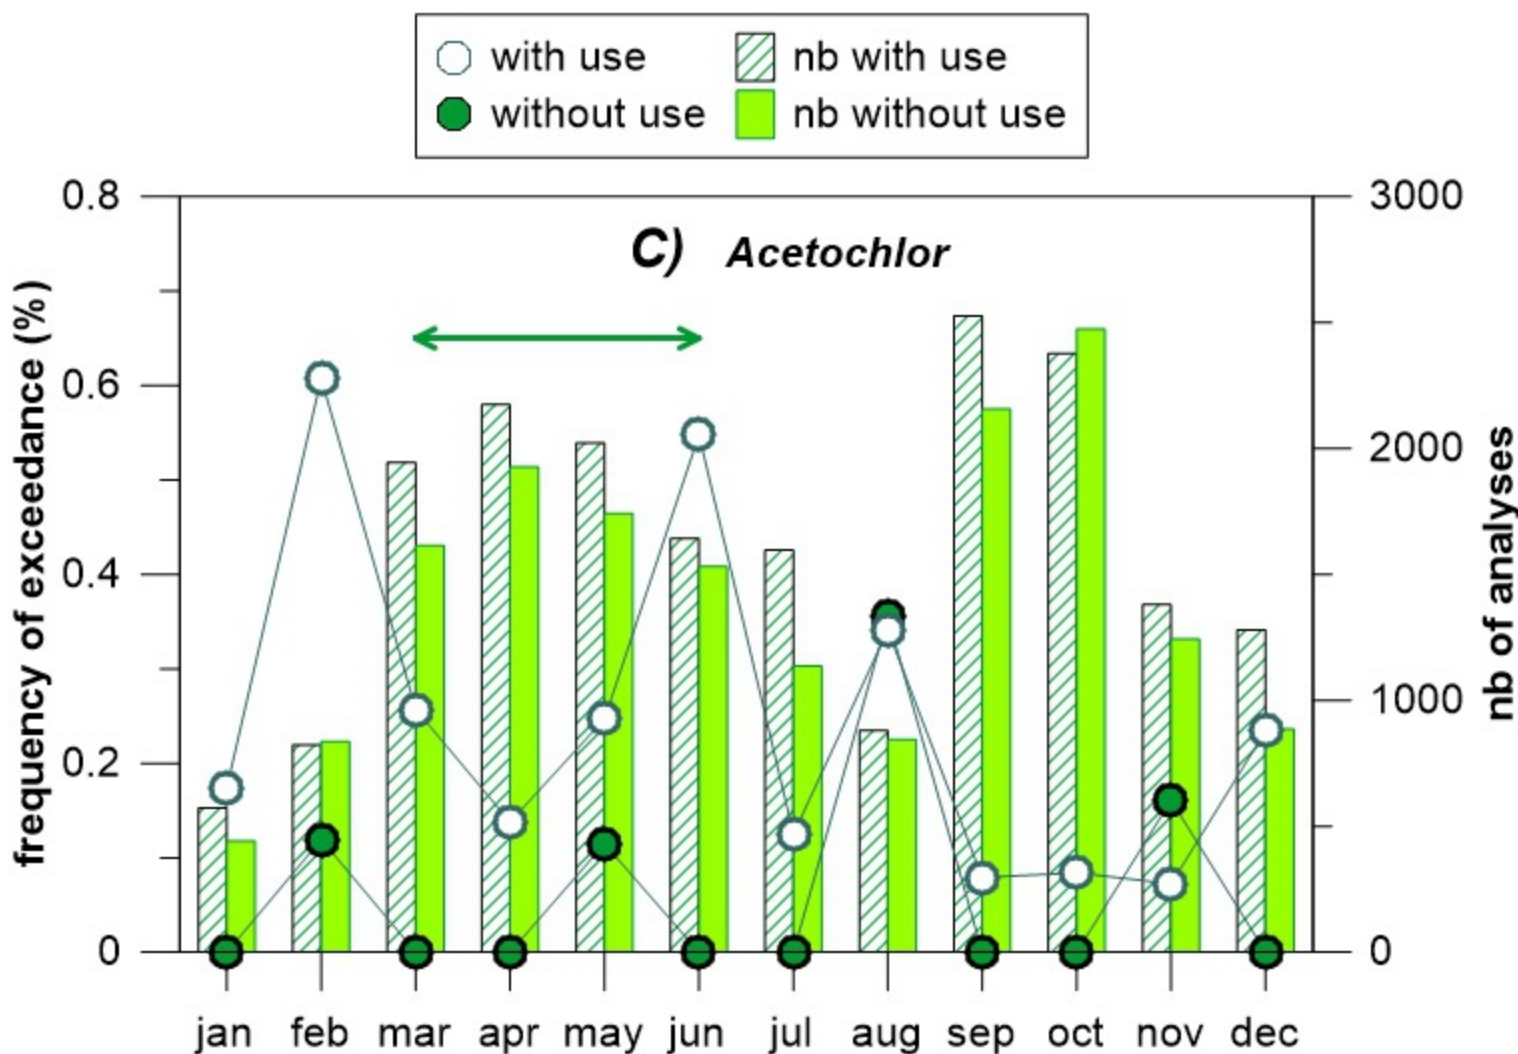 with use
nb with use
without use
nb without use
C) Acetochlor
frequency of exceedance (%)
0.8
0.6
0.4
0.2
0
3000
2000
1000
0
nb of analyses
jan feb mar apr may jun jul aug sep oct nov dec